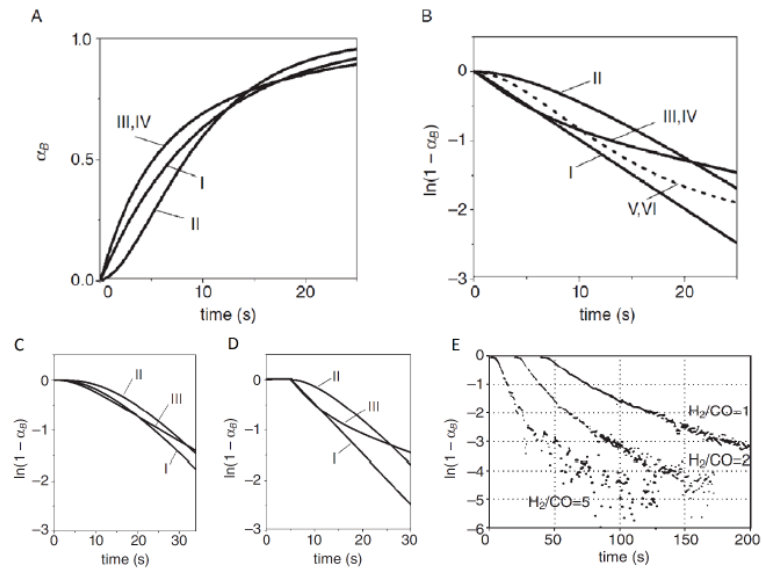 A
1.0
0.5
0.0
α_B
III,IV
I
II
0
10
20
time (s)
B
0
−1
−2
−3
ln(1 − α_B)
II
III,IV
I
V,VI
0
10
20
time (s)
C
0
−1
−2
−3
ln(1 − α_B)
II
III
I
0
10
20
30
time (s)
D
0
−1
−2
−3
ln(1 − α_B)
II
III
I
0
10
20
30
time (s)
E
0
−1
−2
−3
−4
−5
−6
ln(1 − α_B)
H₂/CO=1
H₂/CO=2
H₂/CO=5
0
50
100
150
200
time (s)